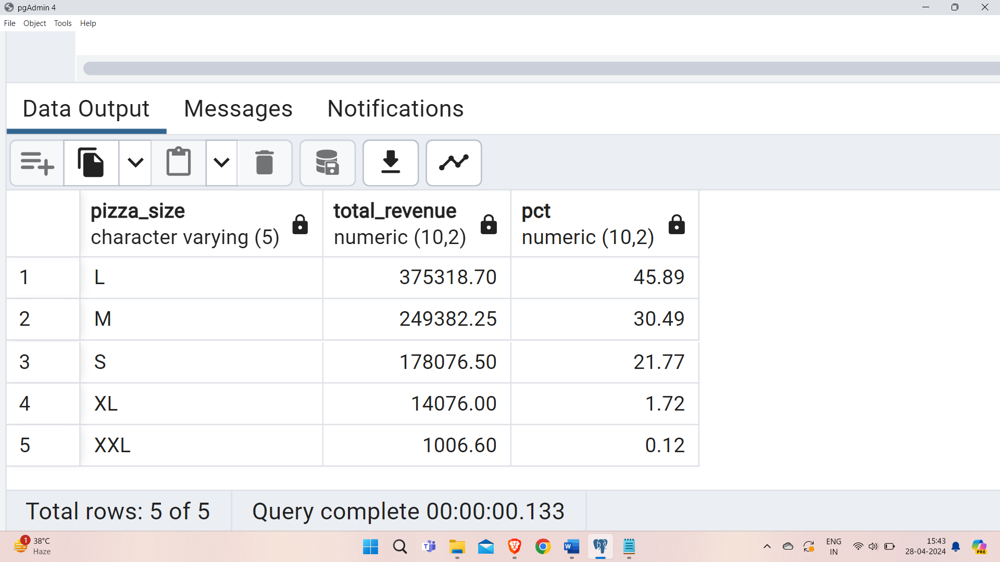 pgAdmin 4
File Object Tools Help
Data Output Messages Notifications
pizza_size total_revenue pct
character varying (5) numeric (10,2) numeric (10,2)
1 L 375318.70 45.89
2 M 249382.25 30.49
3 S 178076.50 21.77
4 XL 14076.00 1.72
5 XXL 1006.60 0.12
Total rows: 5 of 5 Query complete 00:00:00.133
1 38°C ENG 15:43
Haze IN 28-04-2024
T
W
PRE